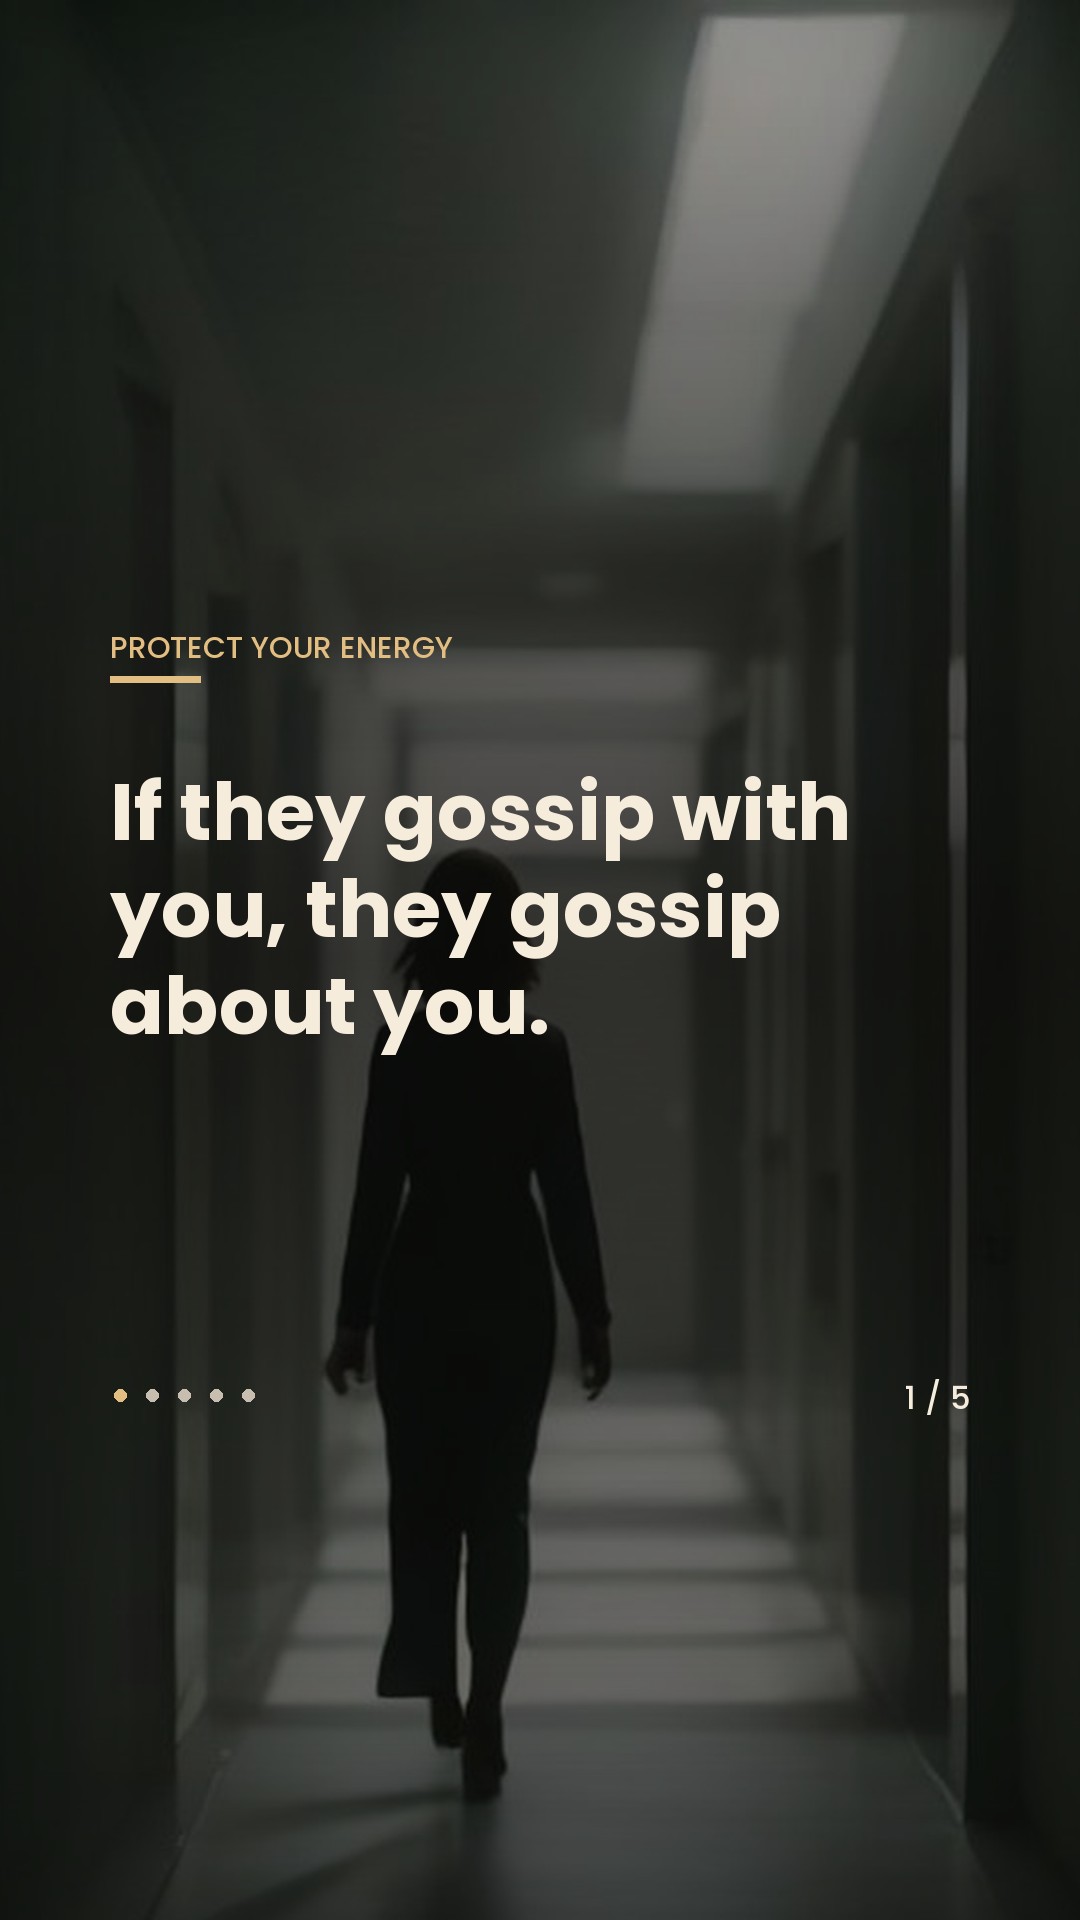 PROTECT YOUR ENERGY
If they gossip with
you, they gossip
about you.
1 / 5